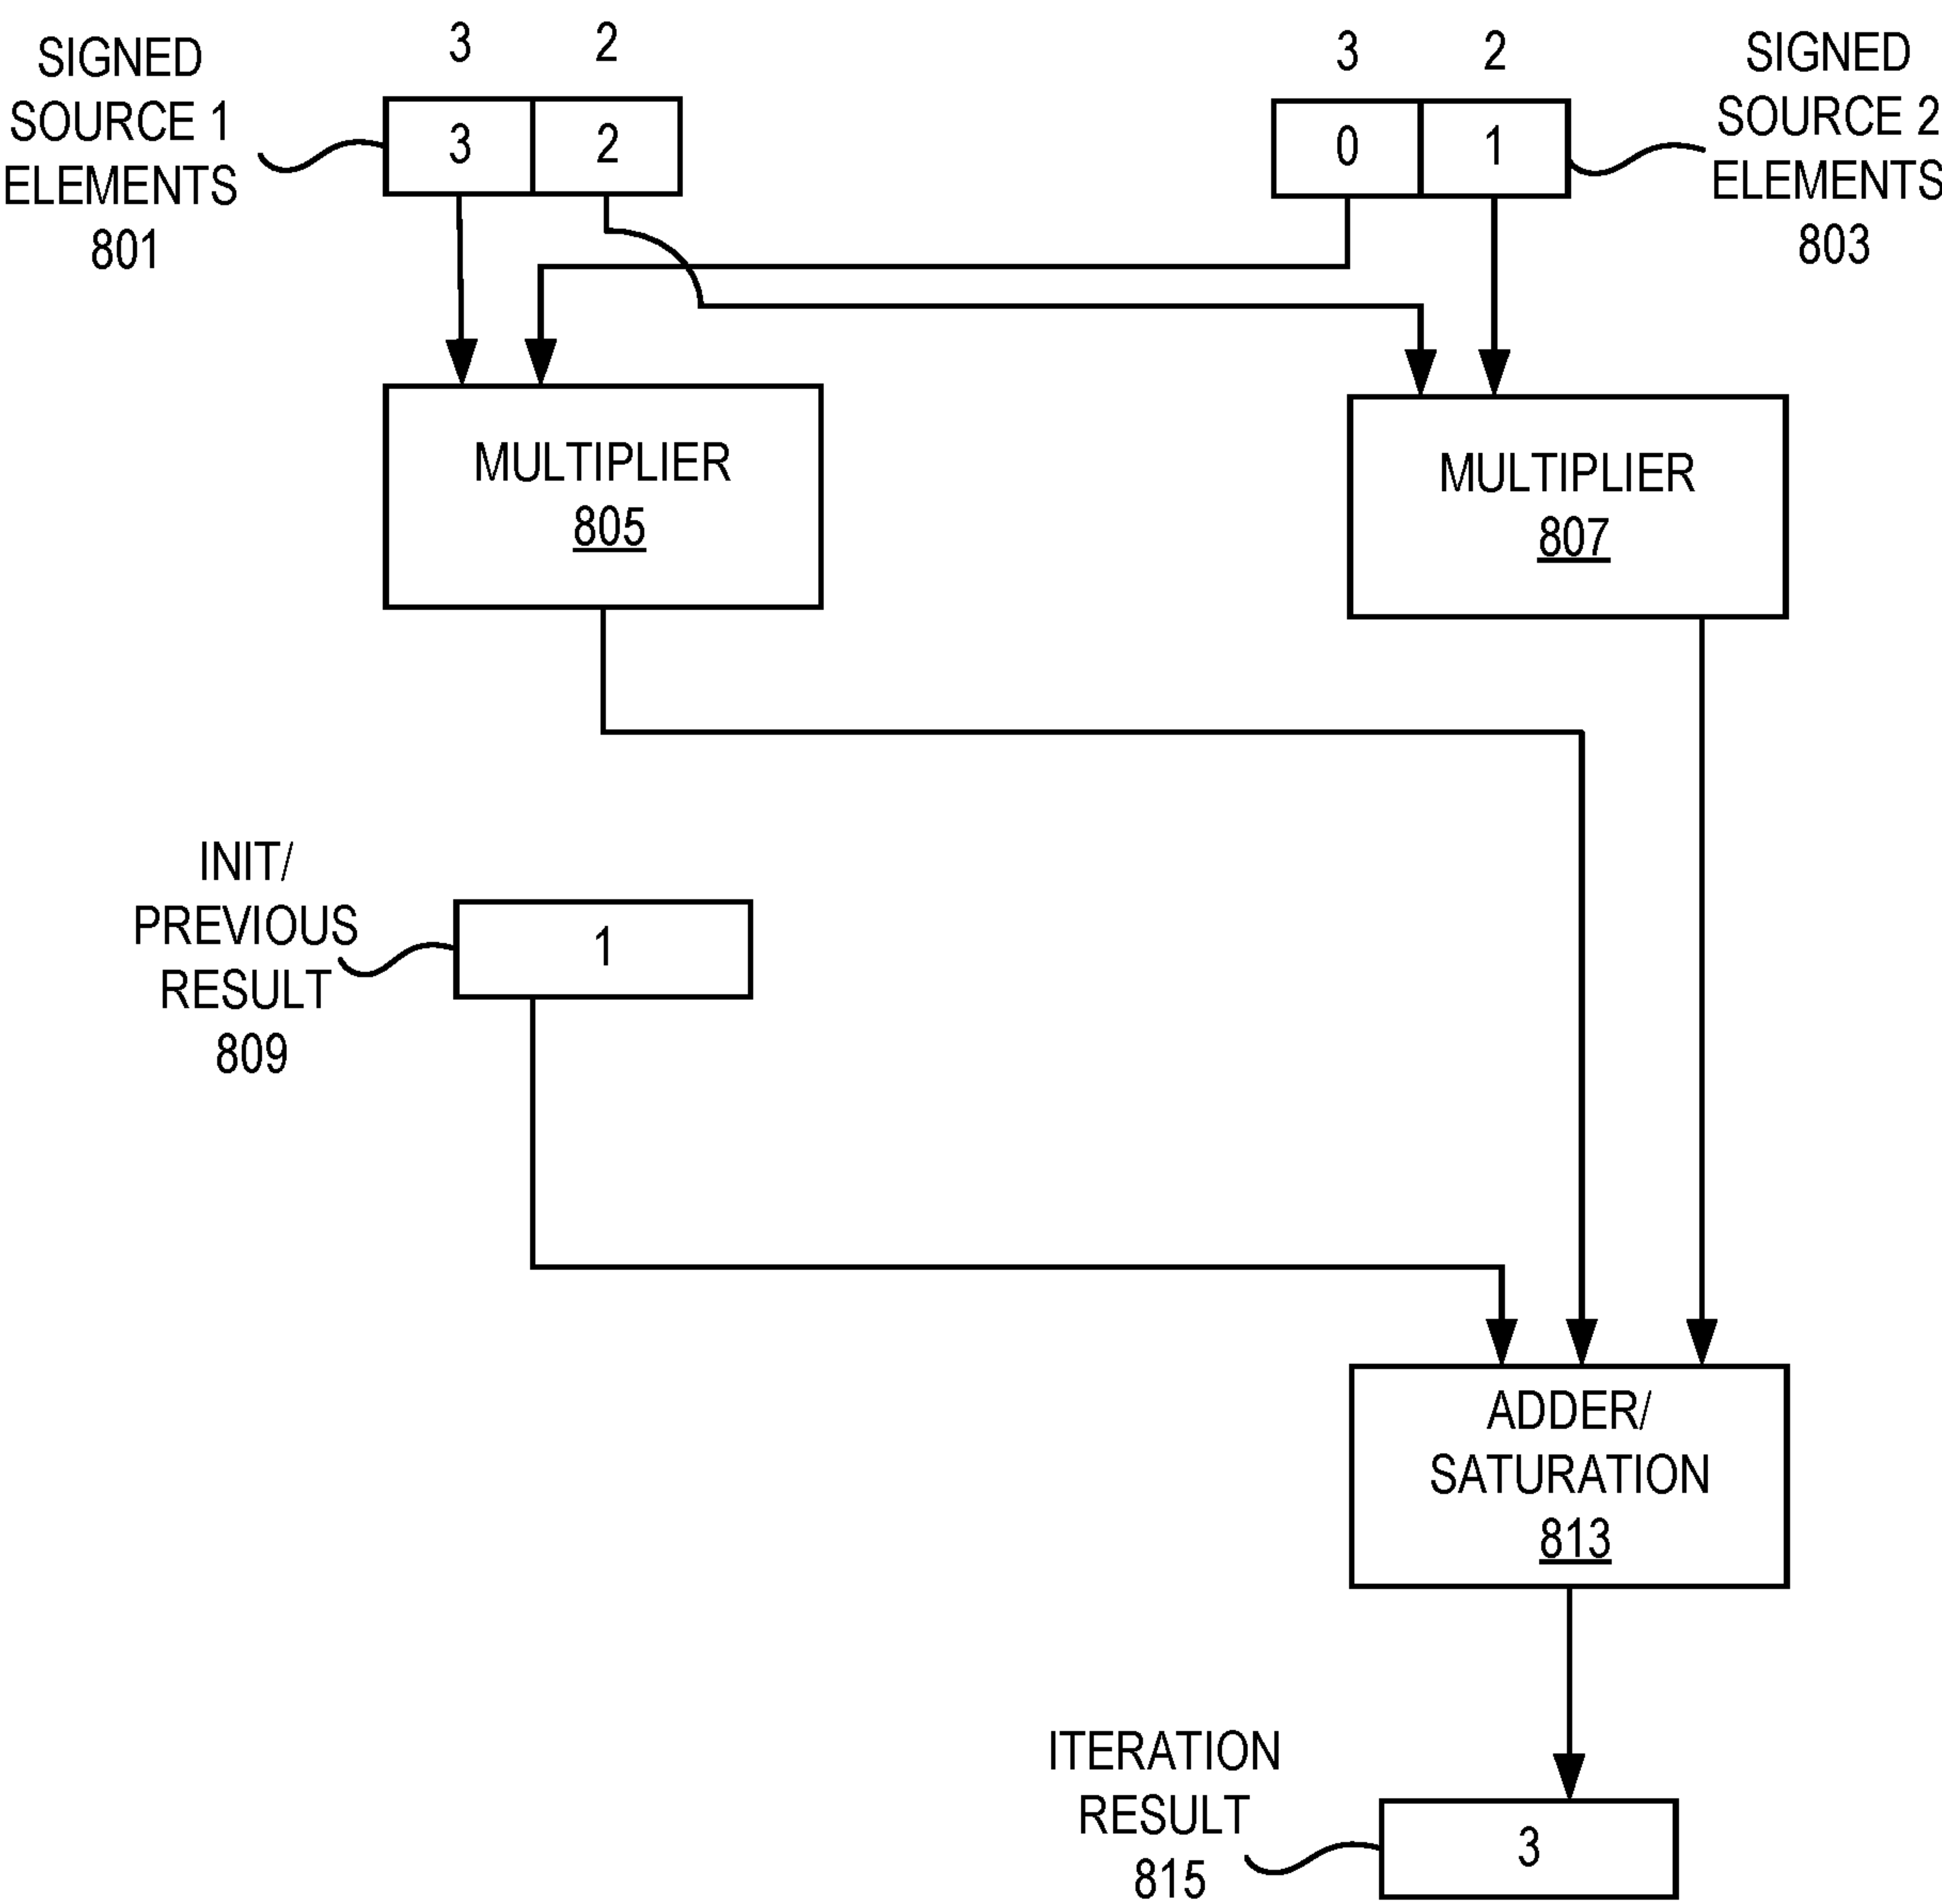 3 2
3 2
SIGNED
SOURCE 1
ELEMENTS
801
3 2
0 1
SIGNED
SOURCE 2
ELEMENTS
803
MULTIPLIER
805
MULTIPLIER
807
INIT/
PREVIOUS
RESULT
809
1
ADDER/
SATURATION
813
ITERATION
RESULT
815
3